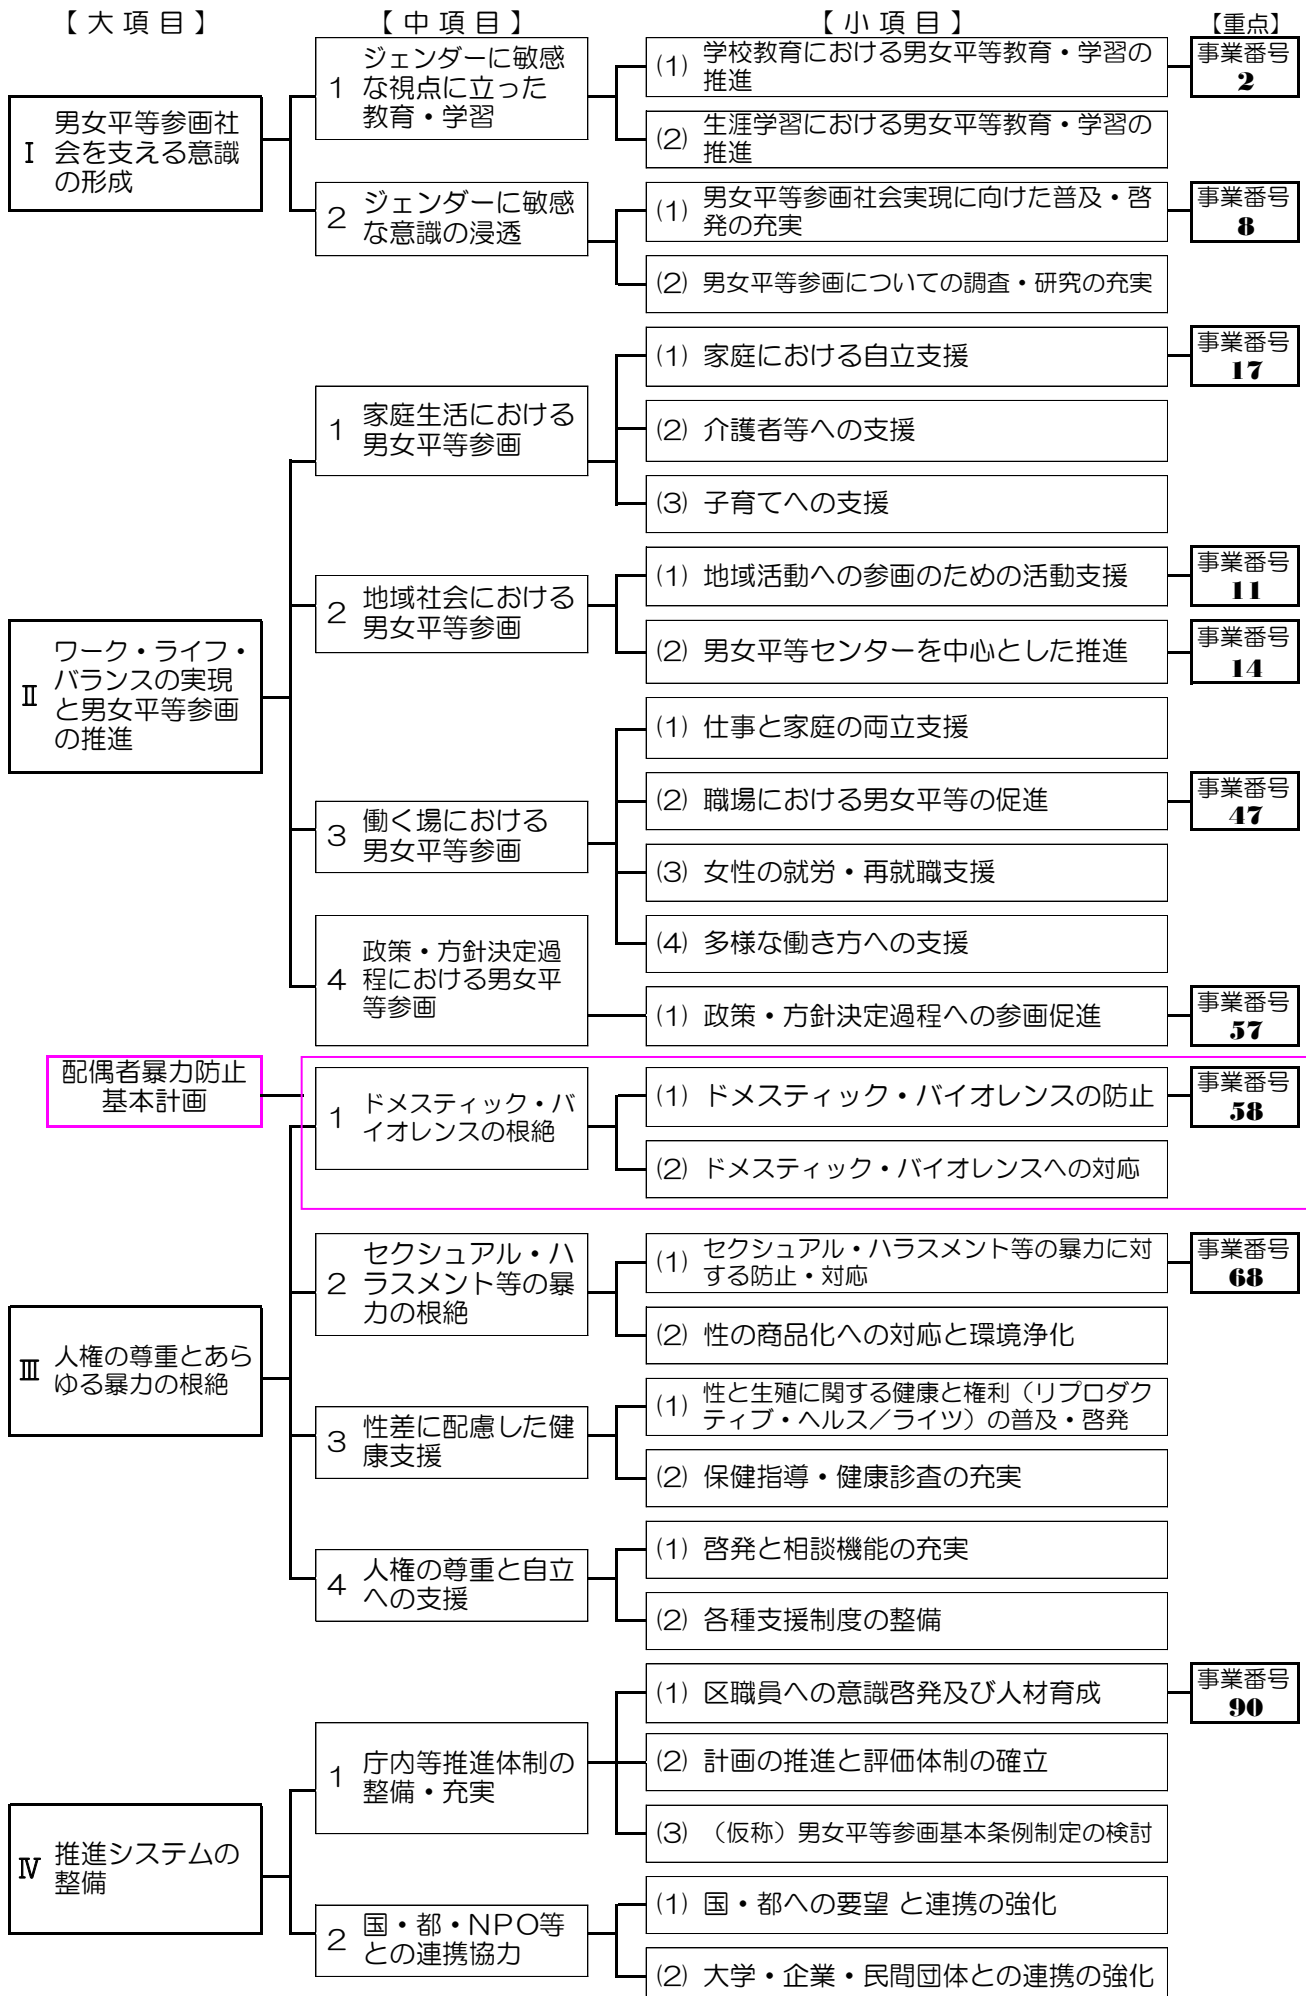 【大項目】
【中項目】
【小項目】
【重点】
Ⅰ
男女平等参画社
会を支える意識
の形成
1
ジェンダーに敏感
な視点に立った
教育・学習
(1) 学校教育における男女平等教育・学習の
推進
事業番号
2
(2) 生涯学習における男女平等教育・学習の
推進
2
ジェンダーに敏感
な意識の浸透
(1) 男女平等参画社会実現に向けた普及・啓
発の充実
事業番号
8
(2) 男女平等参画についての調査・研究の充実
Ⅱ
ワーク・ライフ・
バランスの実現
と男女平等参画
の推進
1
家庭生活における
男女平等参画
(1) 家庭における自立支援
事業番号
17
(2) 介護者等への支援
(3) 子育てへの支援
2
地域社会における
男女平等参画
(1) 地域活動への参画のための活動支援
事業番号
11
(2) 男女平等センターを中心とした推進
事業番号
14
3
働く場における
男女平等参画
(1) 仕事と家庭の両立支援
(2) 職場における男女平等の促進
事業番号
47
(3) 女性の就労・再就職支援
(4) 多様な働き方への支援
4
政策・方針決定過
程における男女平
等参画
(1) 政策・方針決定過程への参画促進
事業番号
57
配偶者暴力防止
基本計画
Ⅲ
人権の尊重とあら
ゆる暴力の根絶
1
ドメスティック・バ
イオレンスの根絶
(1) ドメスティック・バイオレンスの防止
事業番号
58
(2) ドメスティック・バイオレンスへの対応
2
セクシュアル・ハ
ラスメント等の暴
力の根絶
(1) セクシュアル・ハラスメント等の暴力に対
する防止・対応
事業番号
68
(2) 性の商品化への対応と環境浄化
3
性差に配慮した健
康支援
(1) 性と生殖に関する健康と権利（リプロダク
ティブ・ヘルス／ライツ）の普及・啓発
(2) 保健指導・健康診査の充実
4
人権の尊重と自立
への支援
(1) 啓発と相談機能の充実
(2) 各種支援制度の整備
Ⅳ
推進システムの
整備
1
庁内等推進体制の
整備・充実
(1) 区職員への意識啓発及び人材育成
事業番号
90
(2) 計画の推進と評価体制の確立
(3) （仮称）男女平等参画基本条例制定の検討
2
国・都・NPO等
との連携協力
(1) 国・都への要望 と連携の強化
(2) 大学・企業・民間団体との連携の強化